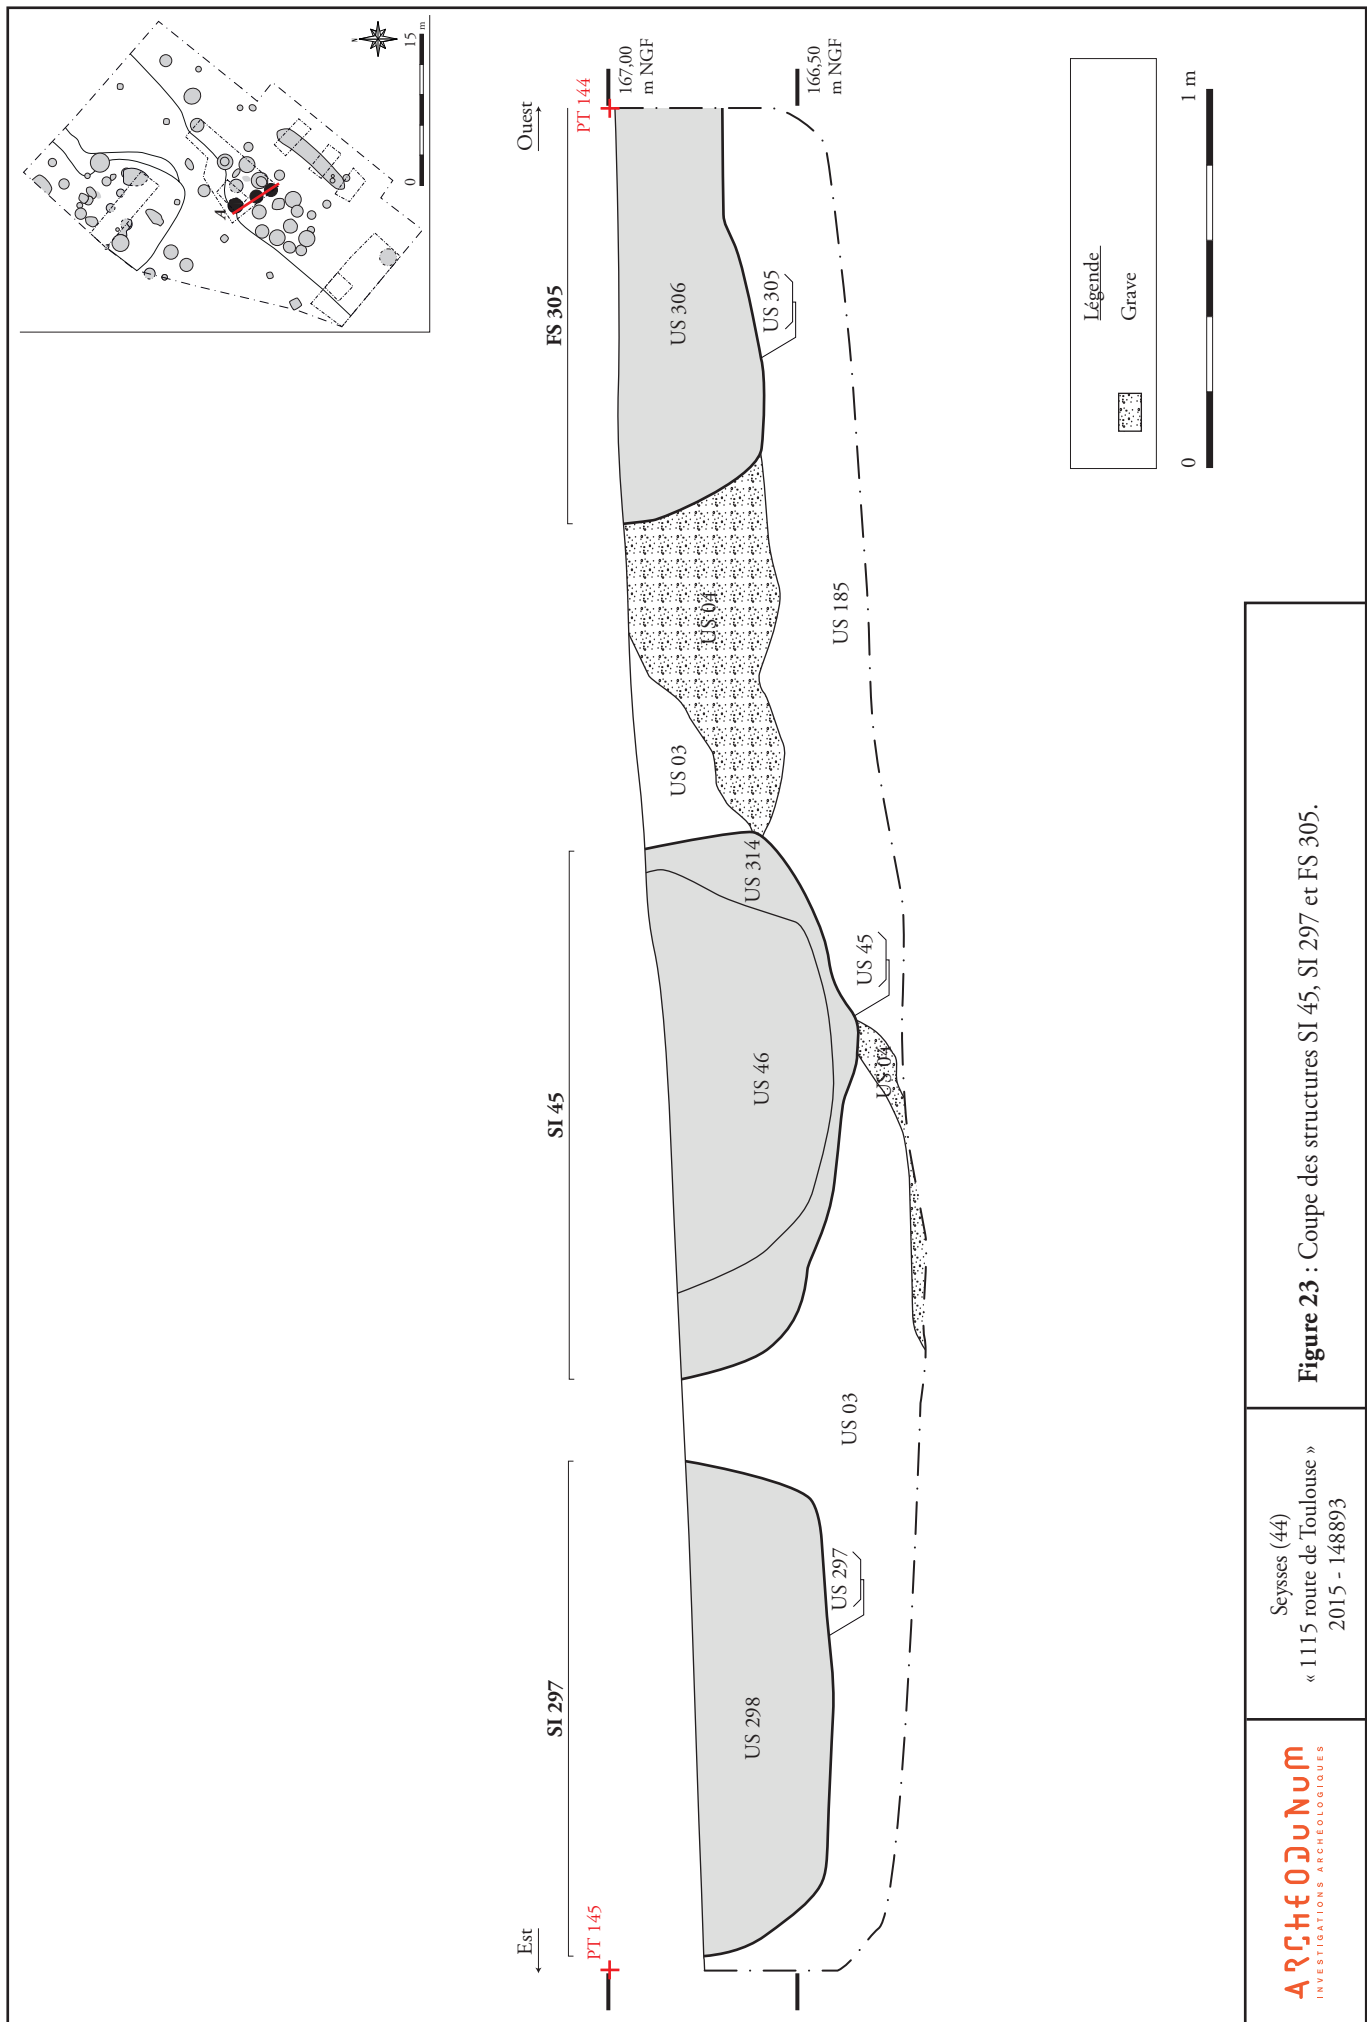 N
15
m
0
A
8
Est
Ouest
PT 145
PT 144
167,00
m NGF
166,50
m NGF
SI 297
SI 45
FS 305
US 298
US 297
US 03
US 46
US 314
US 45
US 04
US 03
US 04
US 185
US 306
US 305
Légende
Grave
0
1 m
ARCHEODUNUM
INVESTIGATIONS ARCHÉOLOGIQUES
Seysses (44)
« 1115 route de Toulouse »
2015 - 148893
Figure 23 : Coupe des structures SI 45, SI 297 et FS 305.